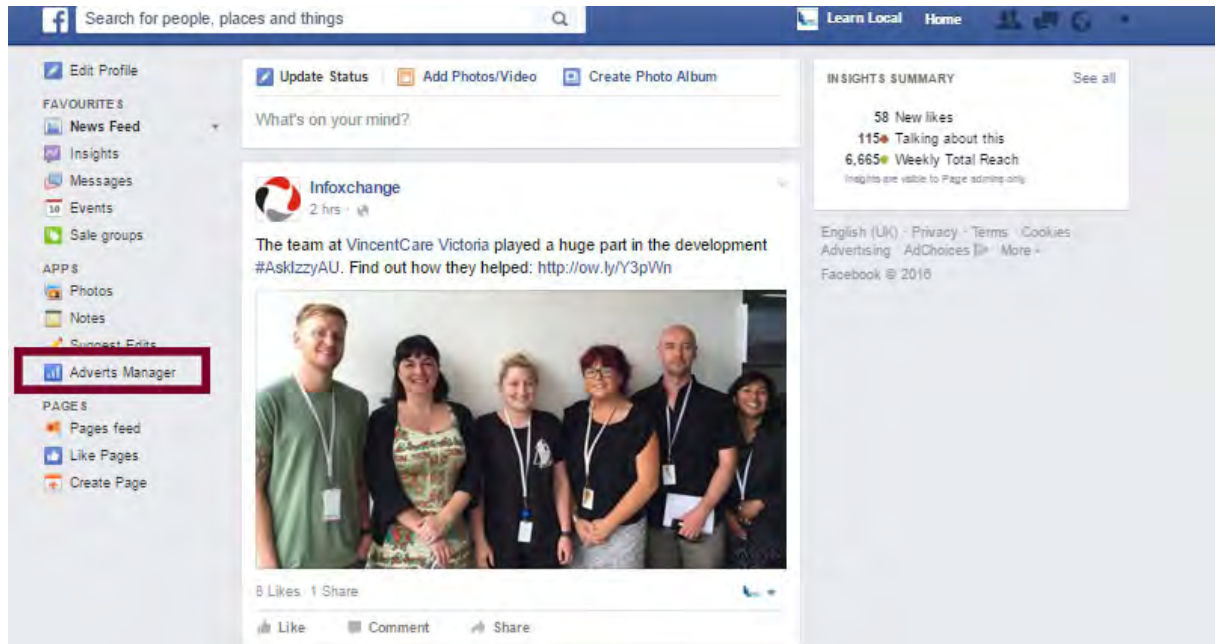 Search for people, places and things
Learn Local Home
Edit Profile
FAVOURITES
News Feed
Insights
Messages
10 Events
Sale groups
APPS
Photos
Notes
Suggest Edits
Adverts Manager
PAGES
Pages feed
Like Pages
Create Page
Update Status Add Photos/Video Create Photo Album
What's on your mind?
Infoxchange
2 hrs ·
The team at VincentCare Victoria played a huge part in the development
#AskIzzyAU. Find out how they helped: http://ow.ly/Y3pWn
8 Likes 1 Share
Like Comment Share
INSIGHTS SUMMARY See all
58 New likes
115 Talking about this
6,665 Weekly Total Reach
Insights are visible to Page admins only
English (UK) · Privacy · Terms · Cookies
Advertising · AdChoices · More
Facebook © 2016